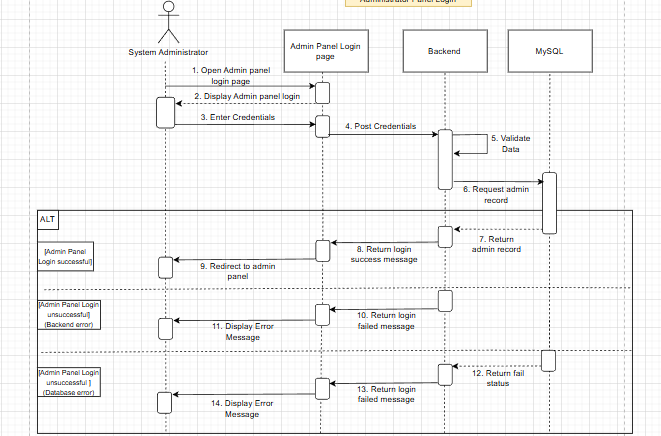 Administrator Panel Login
System Administrator
Admin Panel Login
page
Backend
MySQL
1. Open Admin panel
login page
2. Display Admin panel login
3. Enter Credentials
4. Post Credentials
5. Validate
Data
6. Request admin
record
ALT
7. Return
admin record
[Admin Panel
Login successful]
8. Return login
success message
9. Redirect to admin
panel
[Admin Panel Login
unsuccessful]
(Backend error)
10. Return login
failed message
11. Display Error
Message
[Admin Panel Login
unsuccessful ]
(Database error)
12. Return fail
status
13. Return login
failed message
14. Display Error
Message